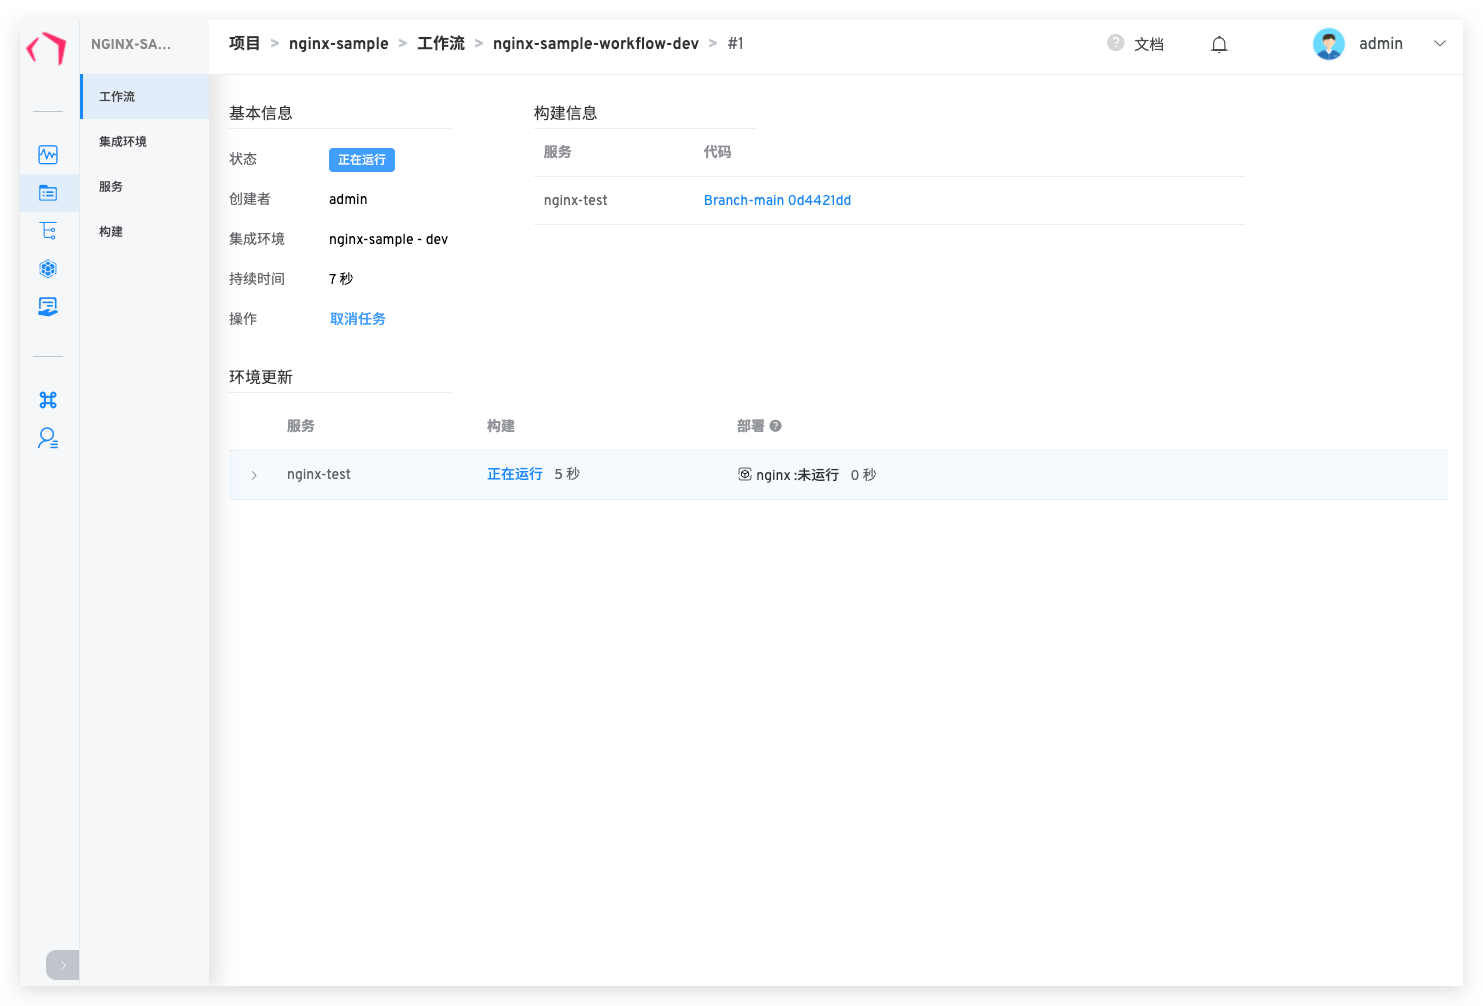 NGINX-SA...
项目 > nginx-sample > 工作流 > nginx-sample-workflow-dev > #1
? 文档
admin
工作流
集成环境
服务
构建
基本信息
状态 正在运行
创建者 admin
集成环境 nginx-sample - dev
持续时间 7 秒
操作 取消任务
构建信息
服务 代码
nginx-test Branch-main 0d4421dd
环境更新
服务 构建 部署 ?
> nginx-test 正在运行 5 秒 nginx :未运行 0 秒
>